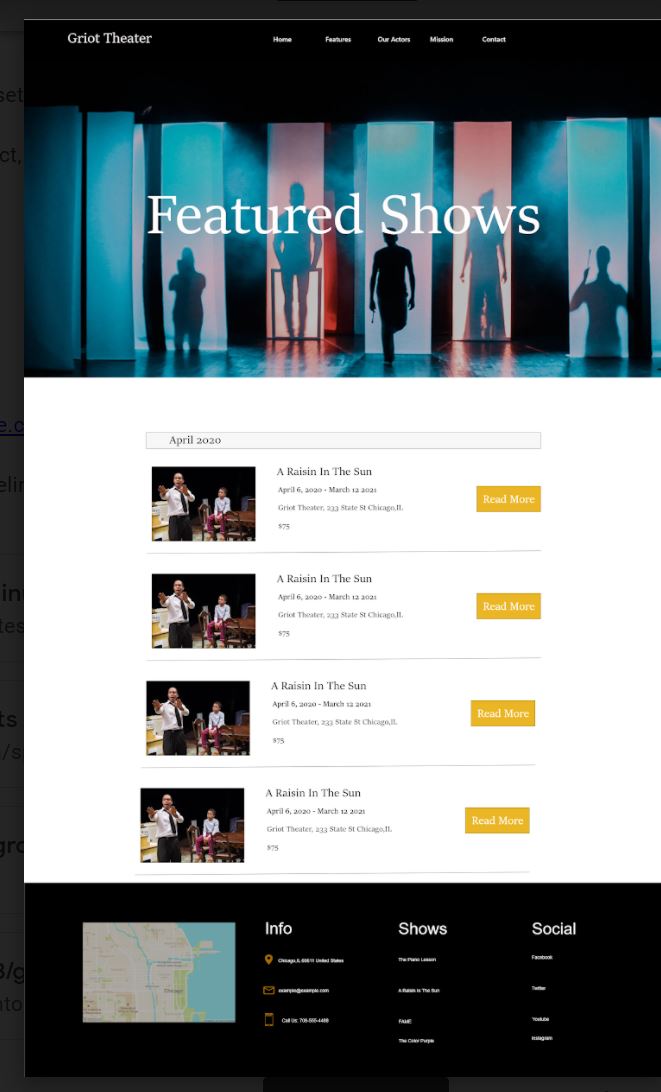 Griot Theater
Home Features Our Actors Mission Contact
Featured Shows
April 2020
A Raisin In The Sun
April 6, 2020 - March 12 2021
Griot Theater, 233 State St Chicago,IL
$75
Read More
A Raisin In The Sun
April 6, 2020 - March 12 2021
Griot Theater, 233 State St Chicago,IL
$75
Read More
A Raisin In The Sun
April 6, 2020 - March 12 2021
Griot Theater, 233 State St Chicago,IL
$75
Read More
A Raisin In The Sun
April 6, 2020 - March 12 2021
Griot Theater, 233 State St Chicago,IL
$75
Read More
Chicago
Info
Chicago,IL 60611 United States
example@example.com
Call Us: 708-555-4488
Shows
The Piano Lesson
A Raisin In The Sun
FAME
The Color Purple
Social
Facebook
Twitter
Youtube
Instagram